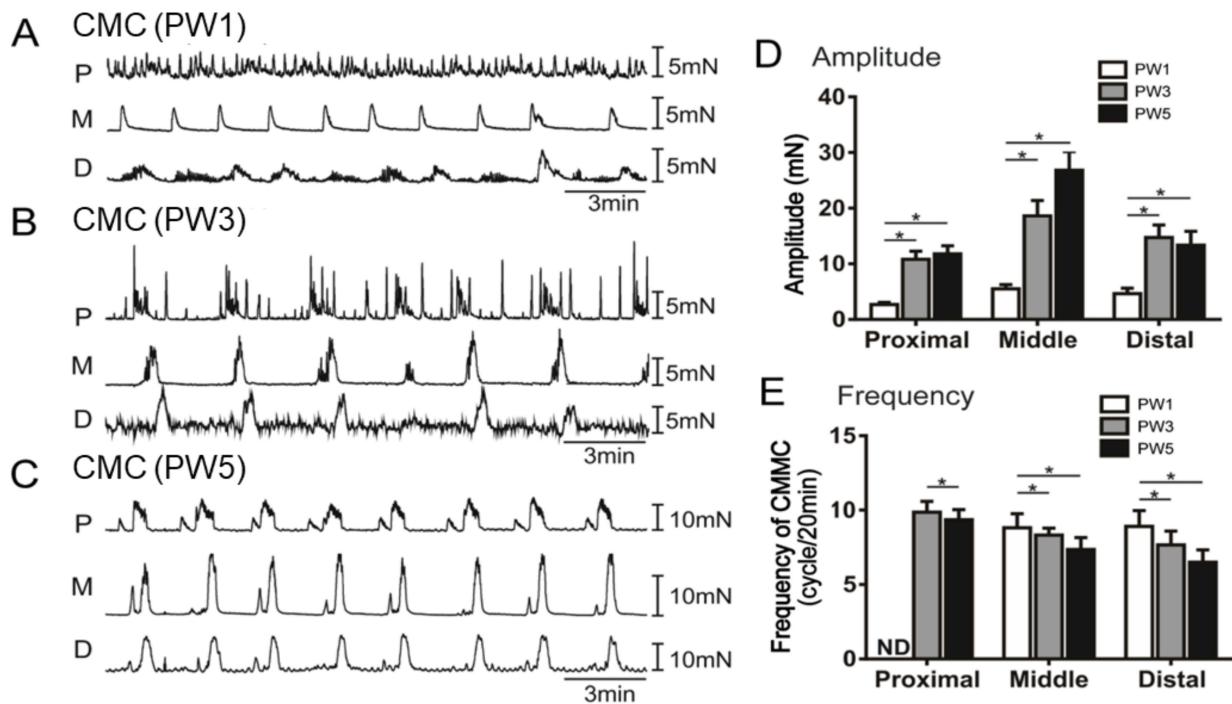 A CMC (PW1)
P 5mN
M 5mN
D 5mN
3min
B CMC (PW3)
P 5mN
M 5mN
D 5mN
3min
C CMC (PW5)
P 10mN
M 10mN
D 10mN
3min
D Amplitude
PW1
PW3
PW5
Amplitude (mN)
40
30
20
10
0
* * * * * *
Proximal Middle Distal
E Frequency
PW1
PW3
PW5
Frequency of CMMC
(cycle/20min)
15
10
5
0
* * * * *
ND
Proximal Middle Distal